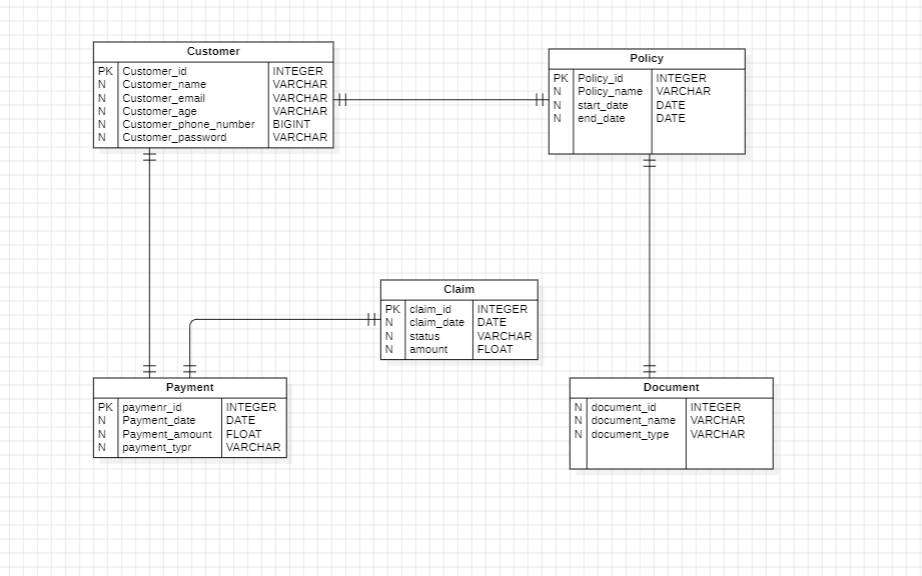 Customer
PK Customer_id INTEGER
N Customer_name VARCHAR
N Customer_email VARCHAR
N Customer_age VARCHAR
N Customer_phone_number BIGINT
N Customer_password VARCHAR
Policy
PK Policy_id INTEGER
N Policy_name VARCHAR
N start_date DATE
N end_date DATE
Claim
PK claim_id INTEGER
N claim_date DATE
N status VARCHAR
N amount FLOAT
Payment
PK paymenr_id INTEGER
N Payment_date DATE
N Payment_amount FLOAT
N payment_typr VARCHAR
Document
N document_id INTEGER
N document_name VARCHAR
N document_type VARCHAR